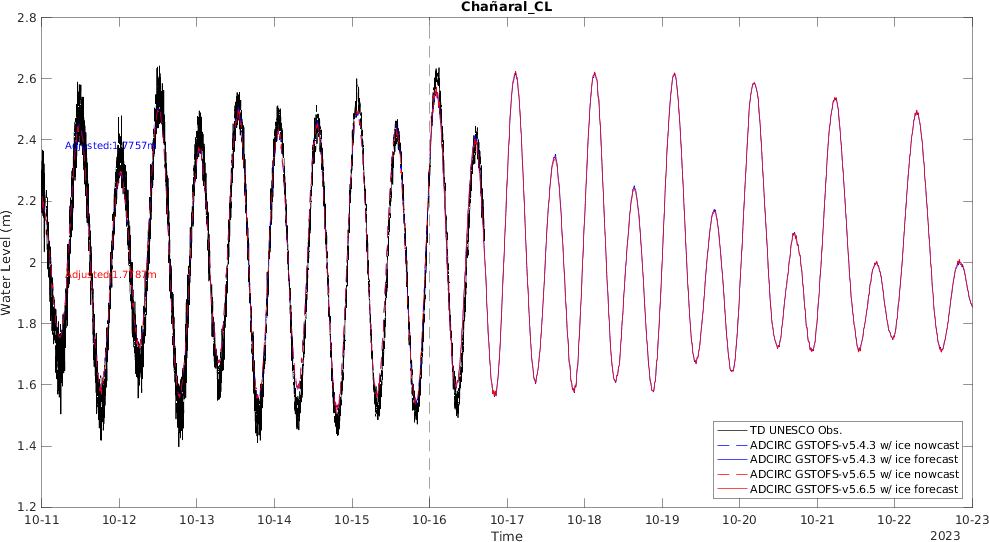 Chañaral_CL
2.8
2.6
2.4
2.2
2
1.8
1.6
1.4
1.2
Water Level (m)
Adjusted:1.7757m
TD UNESCO Obs.
ADCIRC GSTOFS-v5.4.3 w/ ice nowcast
ADCIRC GSTOFS-v5.4.3 w/ ice forecast
ADCIRC GSTOFS-v5.6.5 w/ ice nowcast
ADCIRC GSTOFS-v5.6.5 w/ ice forecast
10-11 10-12 10-13 10-14 10-15 10-16 10-17 10-18 10-19 10-20 10-21 10-22 10-23
Time
2023